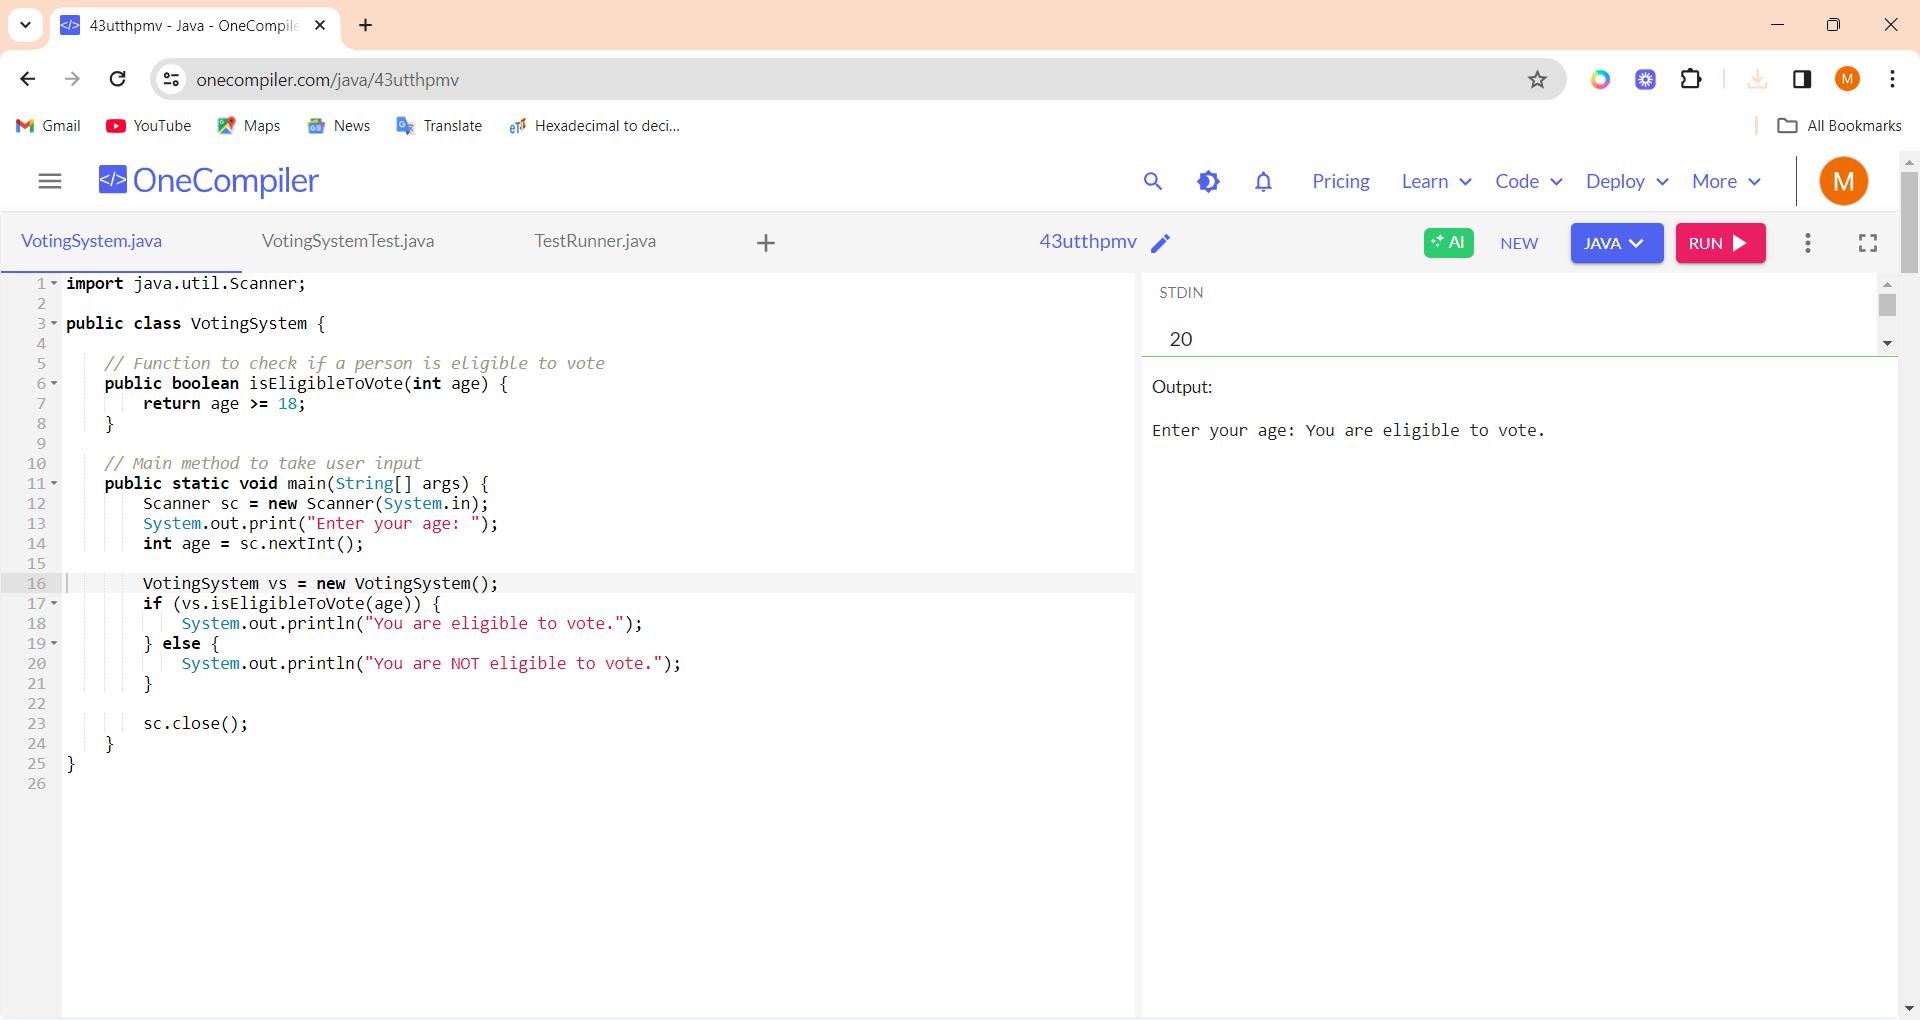 43utthpmv - Java - OneCompile
onecompiler.com/java/43utthpmv
M
Gmail YouTube Maps News Translate Hexadecimal to deci... All Bookmarks
</> OneCompiler Pricing Learn Code Deploy More M
VotingSystem.java VotingSystemTest.java TestRunner.java + 43utthpmv AI NEW JAVA RUN
1 import java.util.Scanner;
2
3 public class VotingSystem {
4
5 // Function to check if a person is eligible to vote
6 public boolean isEligibleToVote(int age) {
7 return age >= 18;
8 }
9
10 // Main method to take user input
11 public static void main(String[] args) {
12 Scanner sc = new Scanner(System.in);
13 System.out.print("Enter your age: ");
14 int age = sc.nextInt();
15
16 VotingSystem vs = new VotingSystem();
17 if (vs.isEligibleToVote(age)) {
18 System.out.println("You are eligible to vote.");
19 } else {
20 System.out.println("You are NOT eligible to vote.");
21 }
22
23 sc.close();
24 }
25 }
26
STDIN
20
Output:
Enter your age: You are eligible to vote.